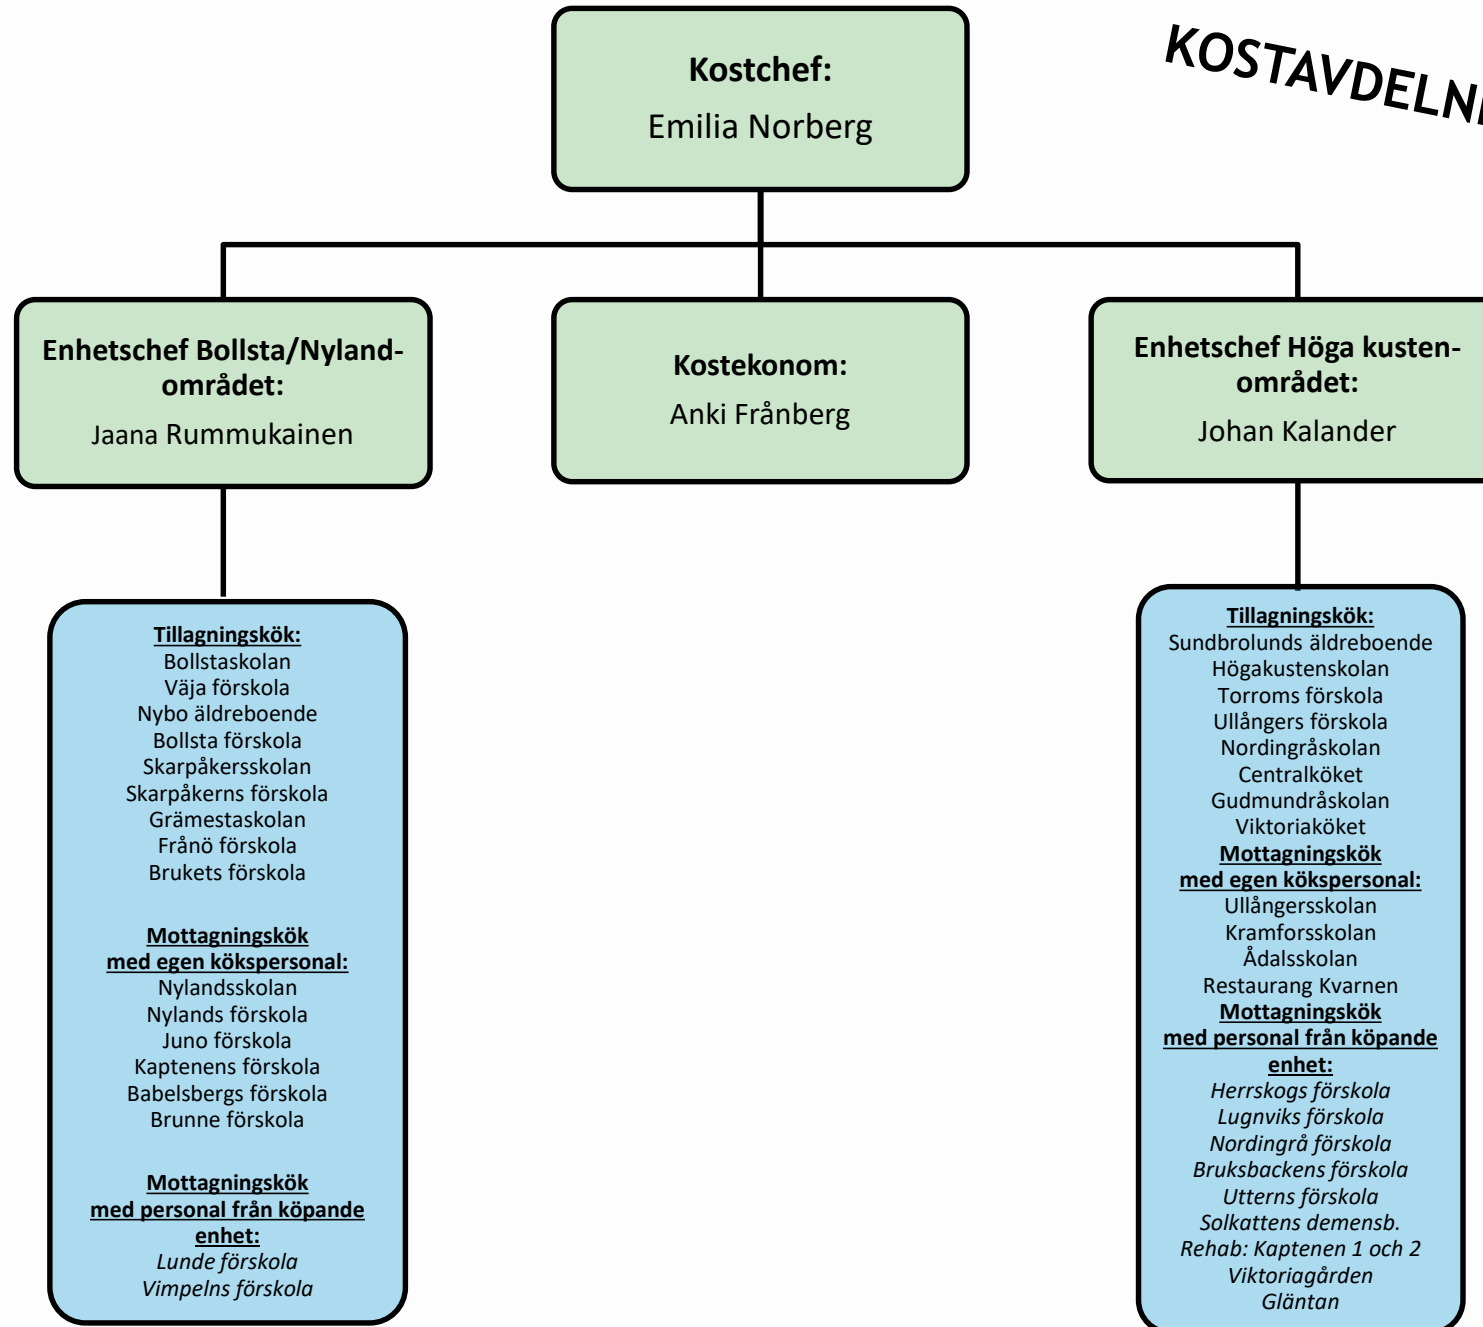 KOSTAVDELNI
Kostchef:
Emilia Norberg
Enhetschef Bollsta/Nyland-
området:
Jaana Rummukainen
Kostekonom:
Anki Frånberg
Enhetschef Höga kusten-
området:
Johan Kalander
Tillagningskök:
Bollstaskolan
Väja förskola
Nybo äldreboende
Bollsta förskola
Skarpåkersskolan
Skarpåkerns förskola
Grämestaskolan
Frånö förskola
Brukets förskola
Mottagningskök
med egen kökspersonal:
Nylandsskolan
Nylands förskola
Juno förskola
Kaptenens förskola
Babelsbergs förskola
Brunne förskola
Mottagningskök
med personal från köpande
enhet:
Lunde förskola
Vimpelns förskola
Tillagningskök:
Sundbrolunds äldreboende
Högakustenskolan
Torroms förskola
Ullångers förskola
Nordingråskolan
Centralköket
Gudmundråskolan
Viktoriaköket
Mottagningskök
med egen kökspersonal:
Ullångersskolan
Kramforsskolan
Ådalsskolan
Restaurang Kvarnen
Mottagningskök
med personal från köpande
enhet:
Herrskogs förskola
Lugnviks förskola
Nordingrå förskola
Bruksbackens förskola
Utterns förskola
Solkattens demensb.
Rehab: Kaptenen 1 och 2
Viktoriagården
Gläntan